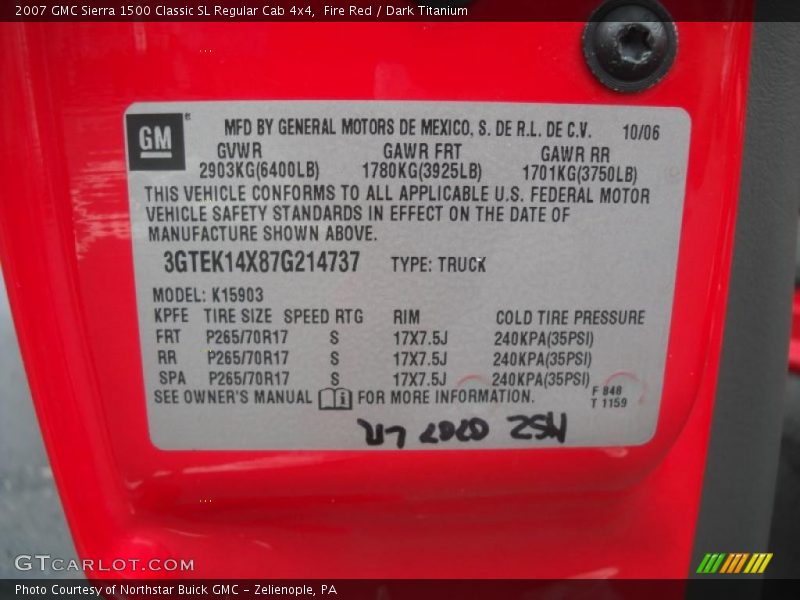 2007 GMC Sierra 1500 Classic SL Regular Cab 4x4,  Fire Red / Dark Titanium
GM
MFD BY GENERAL MOTORS DE MEXICO, S. DE R.L. DE C.V. 10/06
GVWR GAWR FRT GAWR RR
2903KG(6400LB) 1780KG(3925LB) 1701KG(3750LB)
THIS VEHICLE CONFORMS TO ALL APPLICABLE U.S. FEDERAL MOTOR
VEHICLE SAFETY STANDARDS IN EFFECT ON THE DATE OF
MANUFACTURE SHOWN ABOVE.
3GTEK14X87G214737 TYPE: TRUCK
MODEL: K15903
KPFE TIRE SIZE SPEED RTG RIM COLD TIRE PRESSURE
FRT P265/70R17 S 17X7.5J 240KPA(35PSI)
RR P265/70R17 S 17X7.5J 240KPA(35PSI)
SPA P265/70R17 S 17X7.5J 240KPA(35PSI)
SEE OWNER'S MANUAL i FOR MORE INFORMATION.
F 848
T 1159
GTCARLOT.COM
Photo Courtesy of Northstar Buick GMC - Zelienople, PA